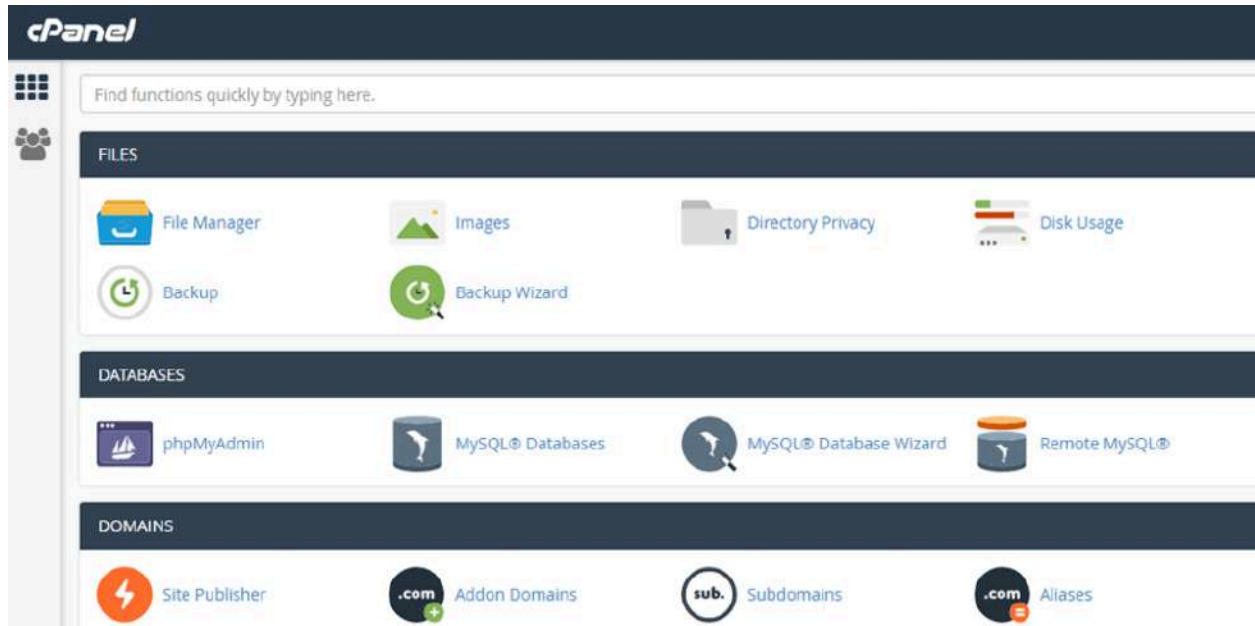 cPanel
Find functions quickly by typing here.
FILES
File Manager
Images
Directory Privacy
Disk Usage
Backup
Backup Wizard
DATABASES
phpMyAdmin
MySQL® Databases
MySQL® Database Wizard
Remote MySQL®
DOMAINS
Site Publisher
.com
Addon Domains
sub.
Subdomains
.com
Aliases